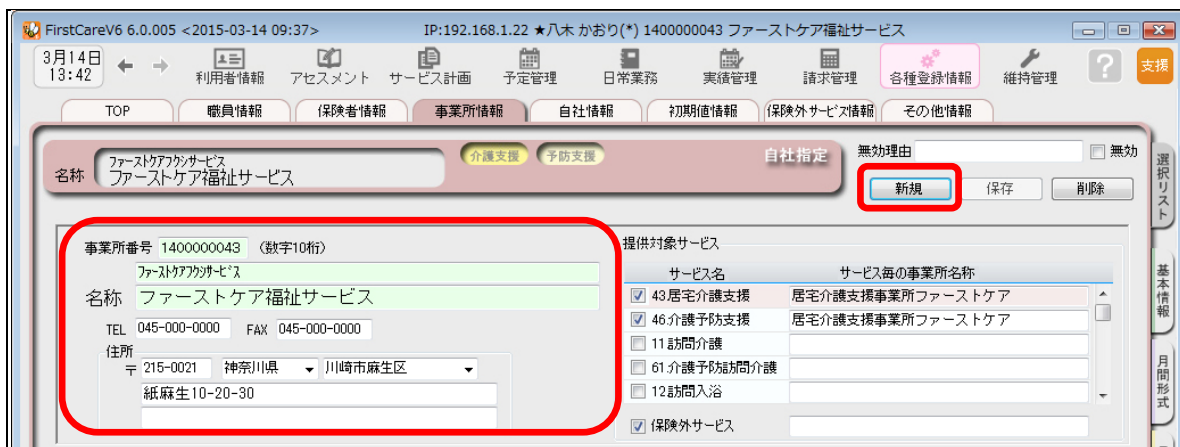 FirstCareV6 6.0.005 <2015-03-14 09:37> IP:192.168.1.22 ★八木 かおり(*) 1400000043 ファーストケア福祉サービス
3月14日
13:42
利用者情報 アセスメント サービス計画 予定管理 日常業務 実績管理 請求管理 各種登録情報 維持管理 ? 支援
TOP 職員情報 保険者情報 事業所情報 自社情報 初期値情報 保険外サービス情報 その他情報
名称
ファーストケアフクシサービス
ファーストケア福祉サービス
介護支援 予防支援
自社指定
無効理由 無効
新規 保存 削除
事業所番号 1400000043 (数字10桁)
ファーストケアフクシサービス
名称 ファーストケア福祉サービス
TEL 045-000-0000 FAX 045-000-0000
住所
〒 215-0021 神奈川県 川崎市麻生区
紙麻生10-20-30
提供対象サービス
サービス名 サービス毎の事業所名称
43.居宅介護支援 居宅介護支援事業所ファーストケア
46.介護予防支援 居宅介護支援事業所ファーストケア
11.訪問介護
61.介護予防訪問介護
12.訪問入浴
保険外サービス
選択リスト
基本情報
月間形式